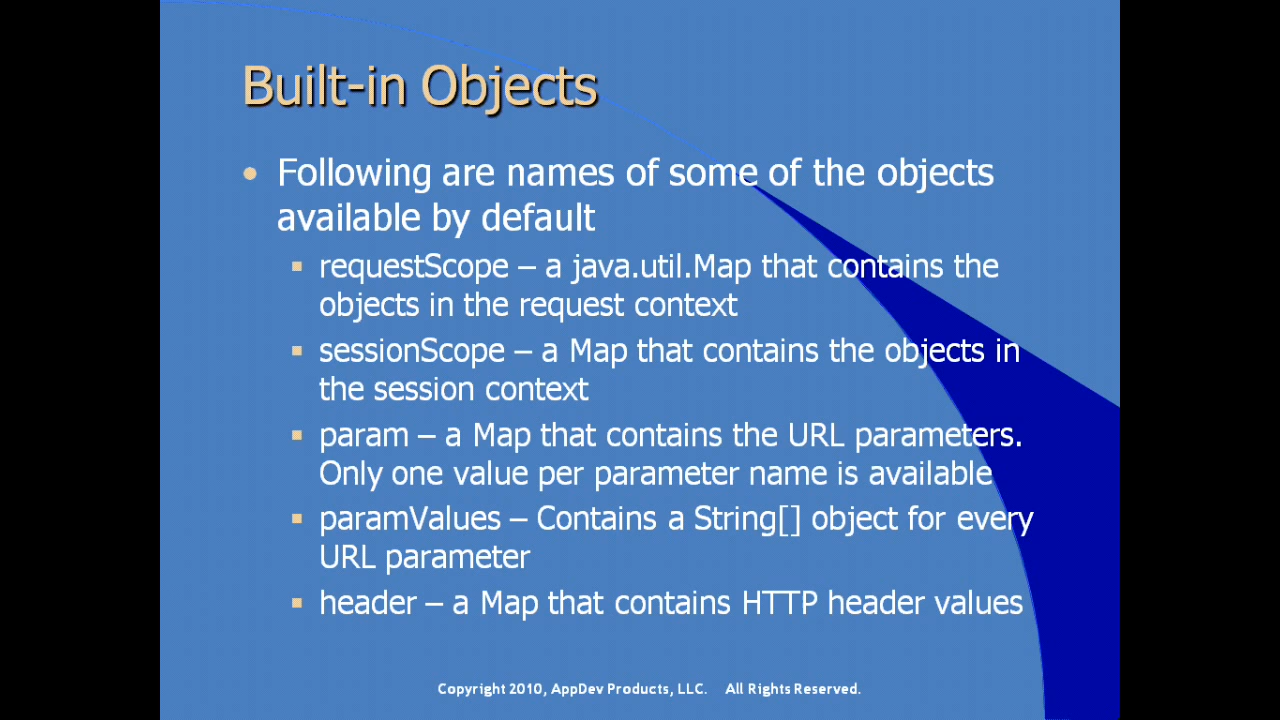 Built-in Objects
• Following are names of some of the objects
available by default
▪ requestScope – a java.util.Map that contains the
objects in the request context
▪ sessionScope – a Map that contains the objects in
the session context
▪ param – a Map that contains the URL parameters.
Only one value per parameter name is available
▪ paramValues – Contains a String[] object for every
URL parameter
▪ header – a Map that contains HTTP header values
Copyright 2010, AppDev Products, LLC. All Rights Reserved.